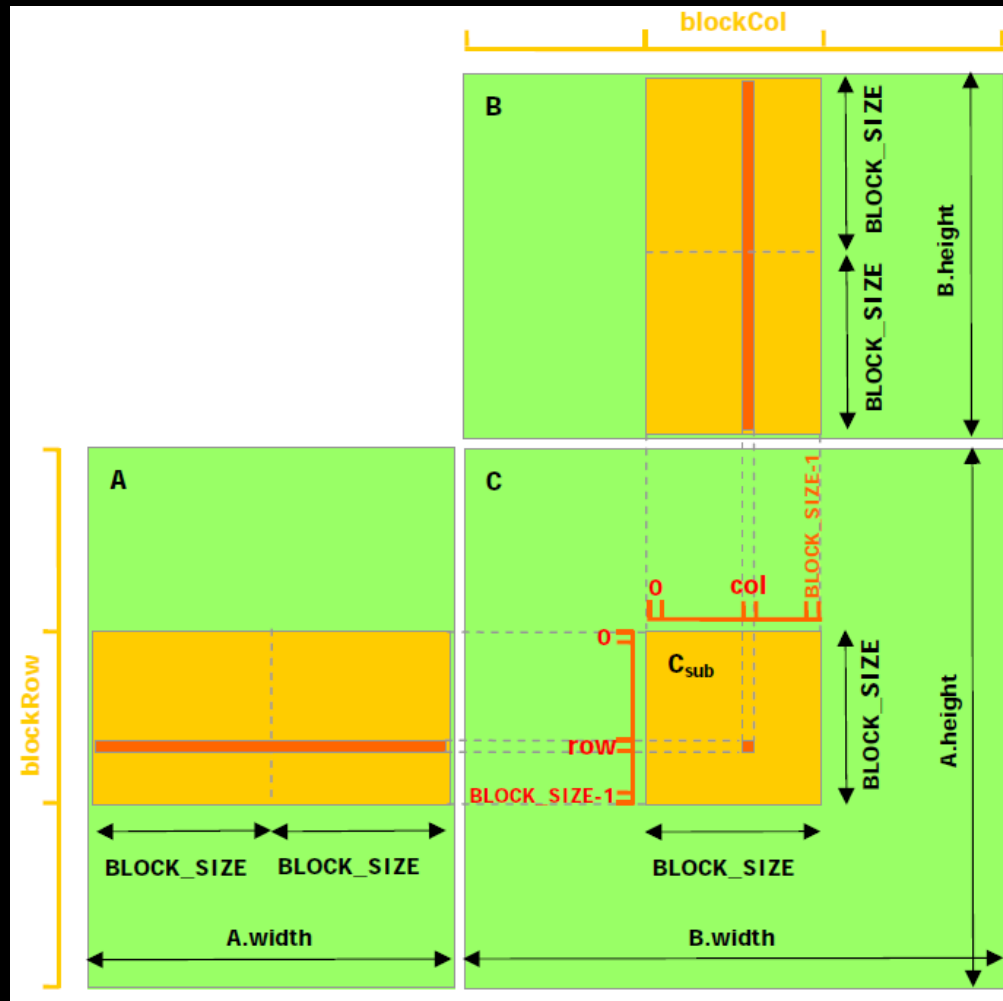 blockCol
B
BLOCK_SIZE
BLOCK_SIZE
B.height
A
C
BLOCK_SIZE-1
0
col
blockRow
0
Csub
row
BLOCK_SIZE-1
BLOCK_SIZE
A.height
BLOCK_SIZE
BLOCK_SIZE
BLOCK_SIZE
A.width
B.width